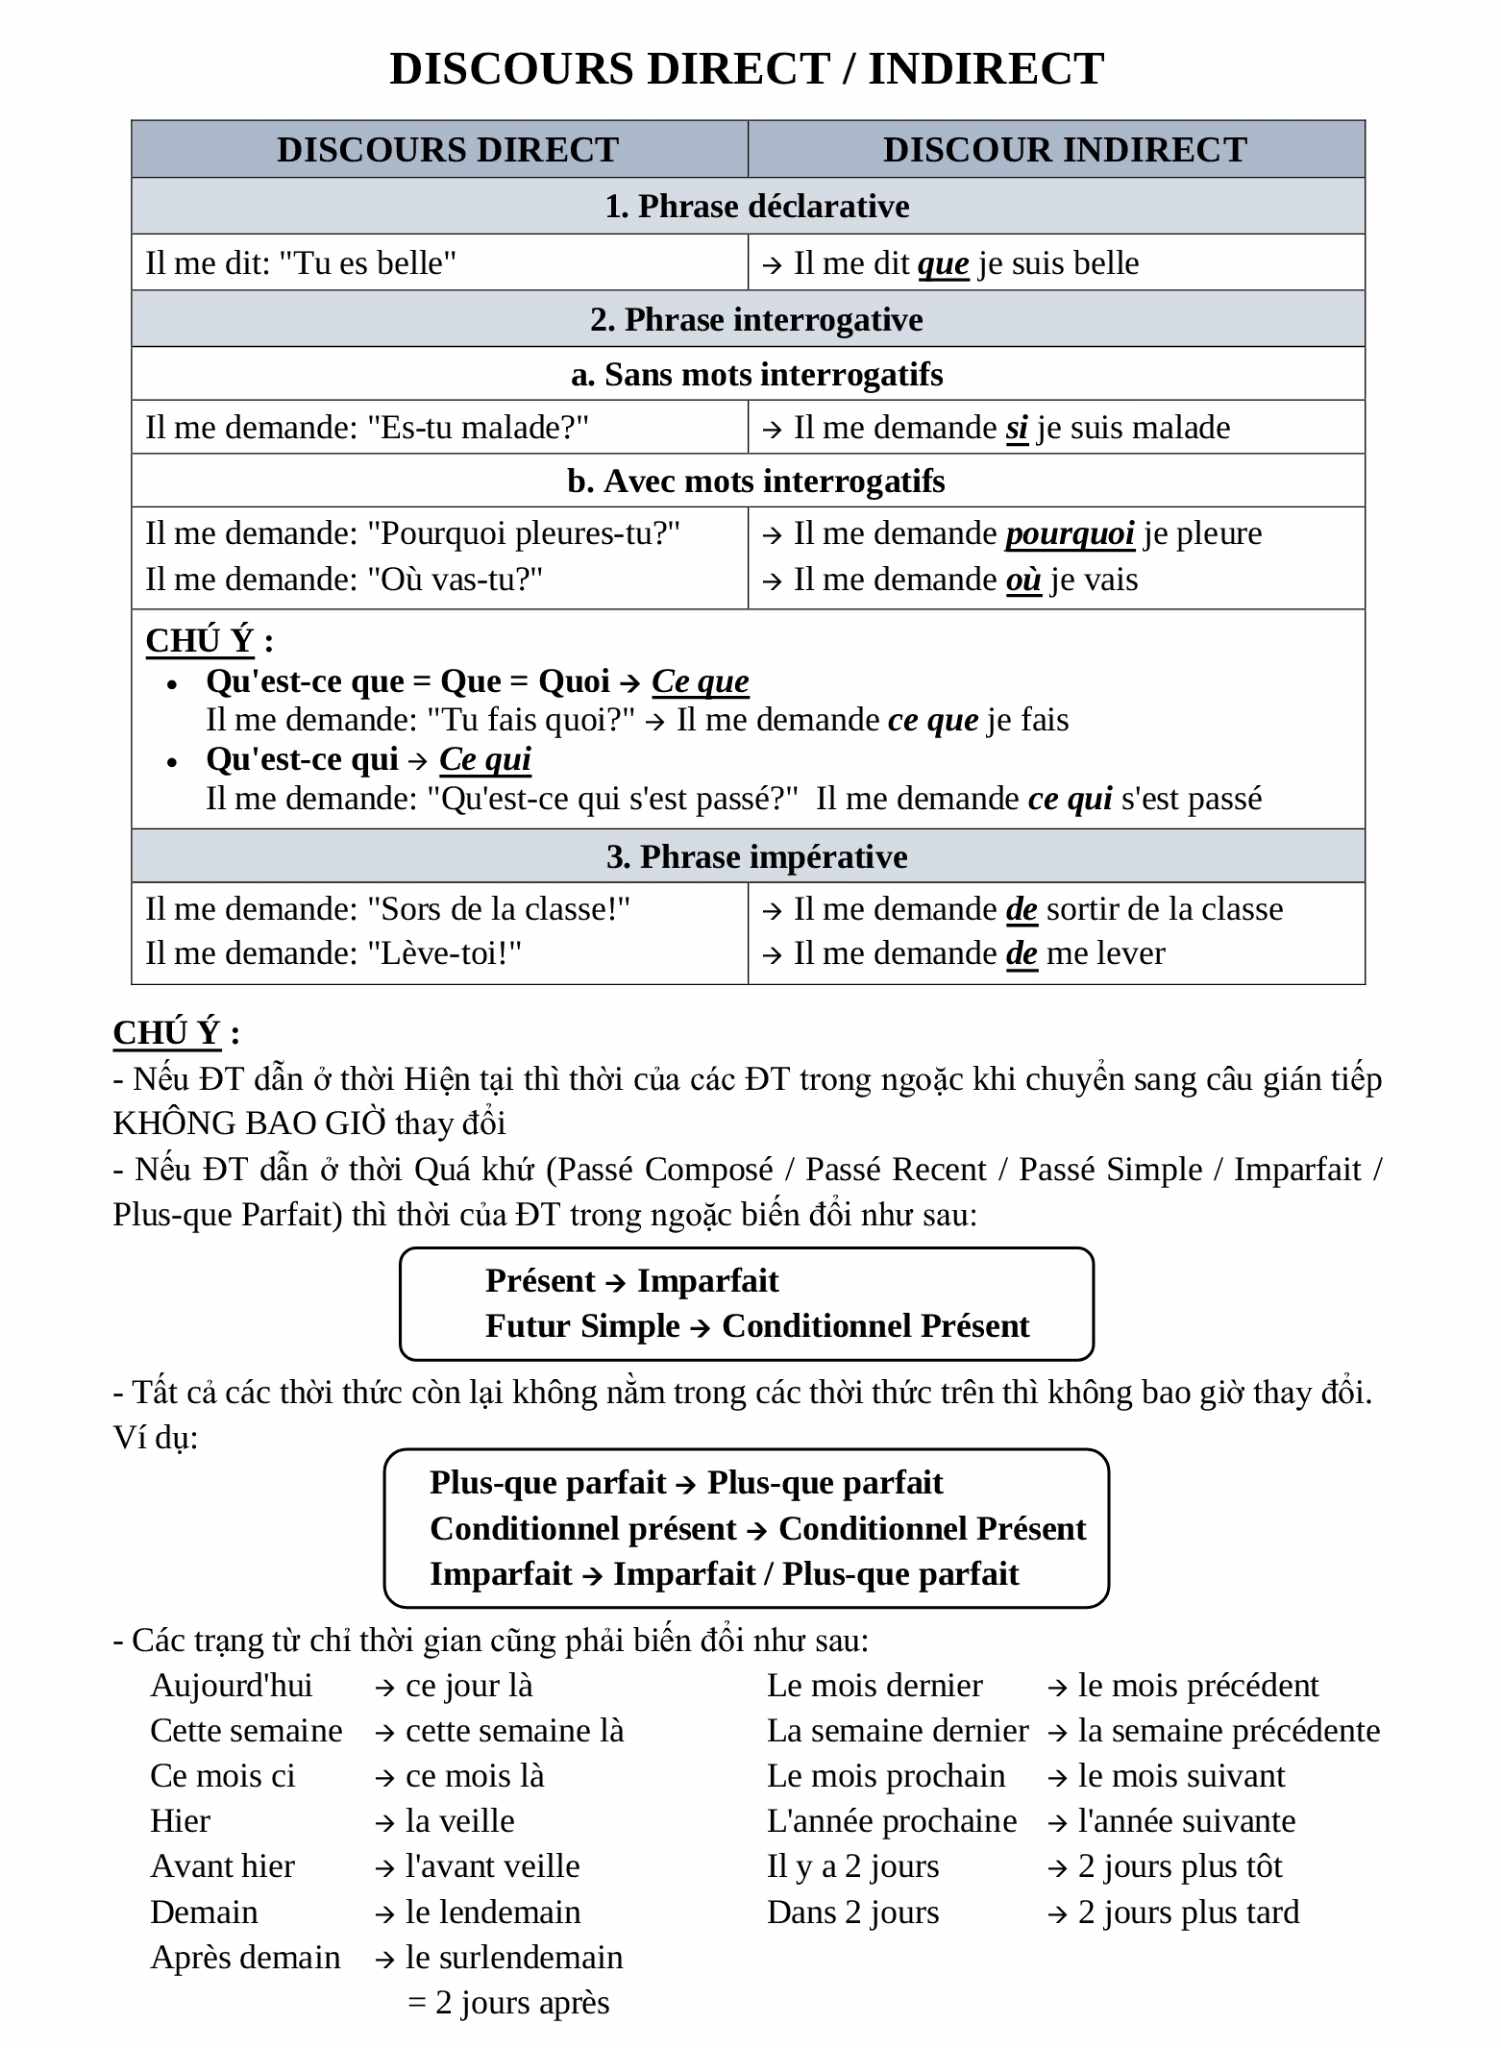 DISCOURS DIRECT / INDIRECT
DISCOURS DIRECT
DISCOUR INDIRECT
1. Phrase déclarative
Il me dit: "Tu es belle"
→ Il me dit que je suis belle
2. Phrase interrogative
a. Sans mots interrogatifs
Il me demande: "Es-tu malade?"
→ Il me demande si je suis malade
b. Avec mots interrogatifs
Il me demande: "Pourquoi pleures-tu?"
→ Il me demande pourquoi je pleure
Il me demande: "Où vas-tu?"
→ Il me demande où je vais
CHÚ Ý :
• Qu'est-ce que = Que = Quoi → Ce que
Il me demande: "Tu fais quoi?" → Il me demande ce que je fais
• Qu'est-ce qui → Ce qui
Il me demande: "Qu'est-ce qui s'est passé?" Il me demande ce qui s'est passé
3. Phrase impérative
Il me demande: "Sors de la classe!"
→ Il me demande de sortir de la classe
Il me demande: "Lève-toi!"
→ Il me demande de me lever
CHÚ Ý :
- Nếu ĐT dẫn ở thời Hiện tại thì thời của các ĐT trong ngoặc khi chuyển sang câu gián tiếp
KHÔNG BAO GIỜ thay đổi
- Nếu ĐT dẫn ở thời Quá khứ (Passé Composé / Passé Recent / Passé Simple / Imparfait /
Plus-que Parfait) thì thời của ĐT trong ngoặc biến đổi như sau:
Présent → Imparfait
Futur Simple → Conditionnel Présent
- Tất cả các thời thức còn lại không nằm trong các thời thức trên thì không bao giờ thay đổi.
Ví dụ:
Plus-que parfait → Plus-que parfait
Conditionnel présent → Conditionnel Présent
Imparfait → Imparfait / Plus-que parfait
- Các trạng từ chỉ thời gian cũng phải biến đổi như sau:
Aujourd'hui → ce jour là
Cette semaine → cette semaine là
Ce mois ci → ce mois là
Hier → la veille
Avant hier → l'avant veille
Demain → le lendemain
Après demain → le surlendemain
= 2 jours après
Le mois dernier → le mois précédent
La semaine dernier → la semaine précédente
Le mois prochain → le mois suivant
L'année prochaine → l'année suivante
Il y a 2 jours → 2 jours plus tôt
Dans 2 jours → 2 jours plus tard